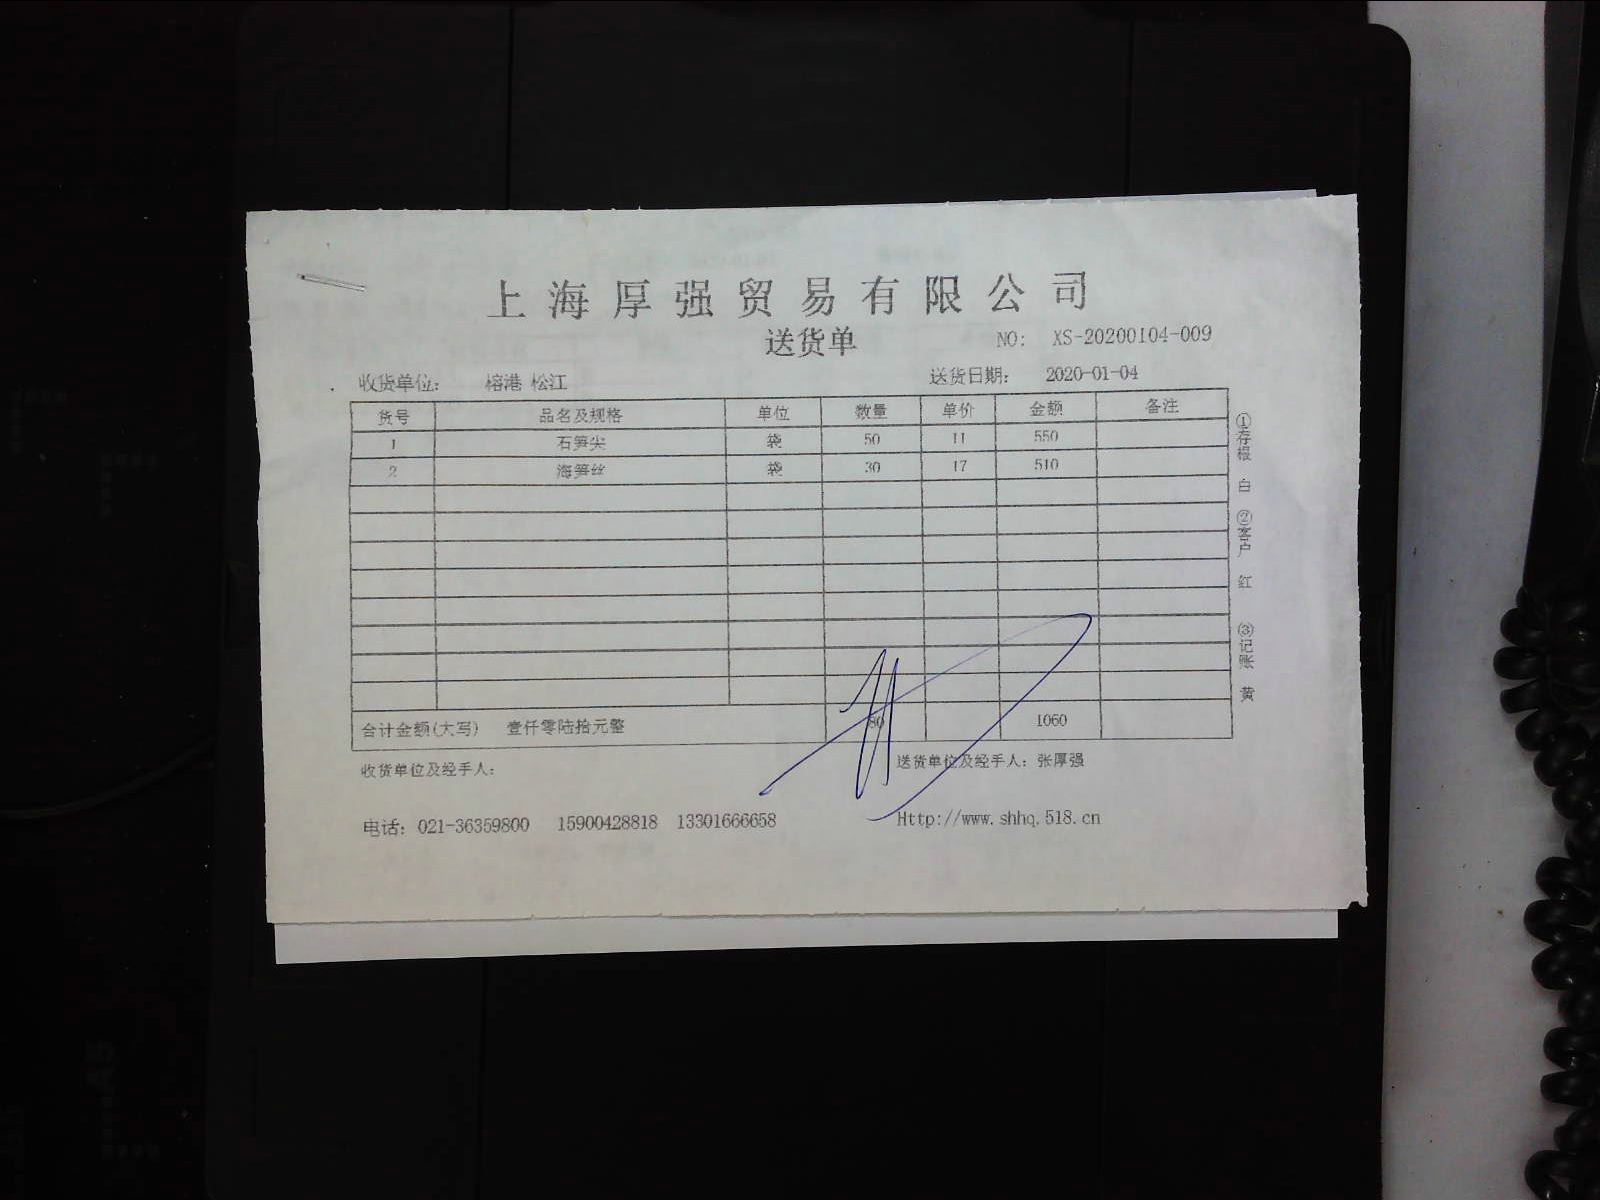 上海厚强贸易有限公司
送货单
NO: XS-20200104-009
收货单位: 榕港 松江 送货日期: 2020-01-04
货号 品名及规格 单位 数量 单价 金额 备注
1 石笋尖 袋 50 11 550
2 海笋丝 袋 30 17 510
合计金额(大写) 壹仟零陆拾元整 80 1060
收货单位及经手人: 送货单位及经手人: 张厚强
电话: 021-36359800 15900428818 13301666658 Http://www.shhq.518.cn
①存根 白 ②客户 红 ③记账 黄